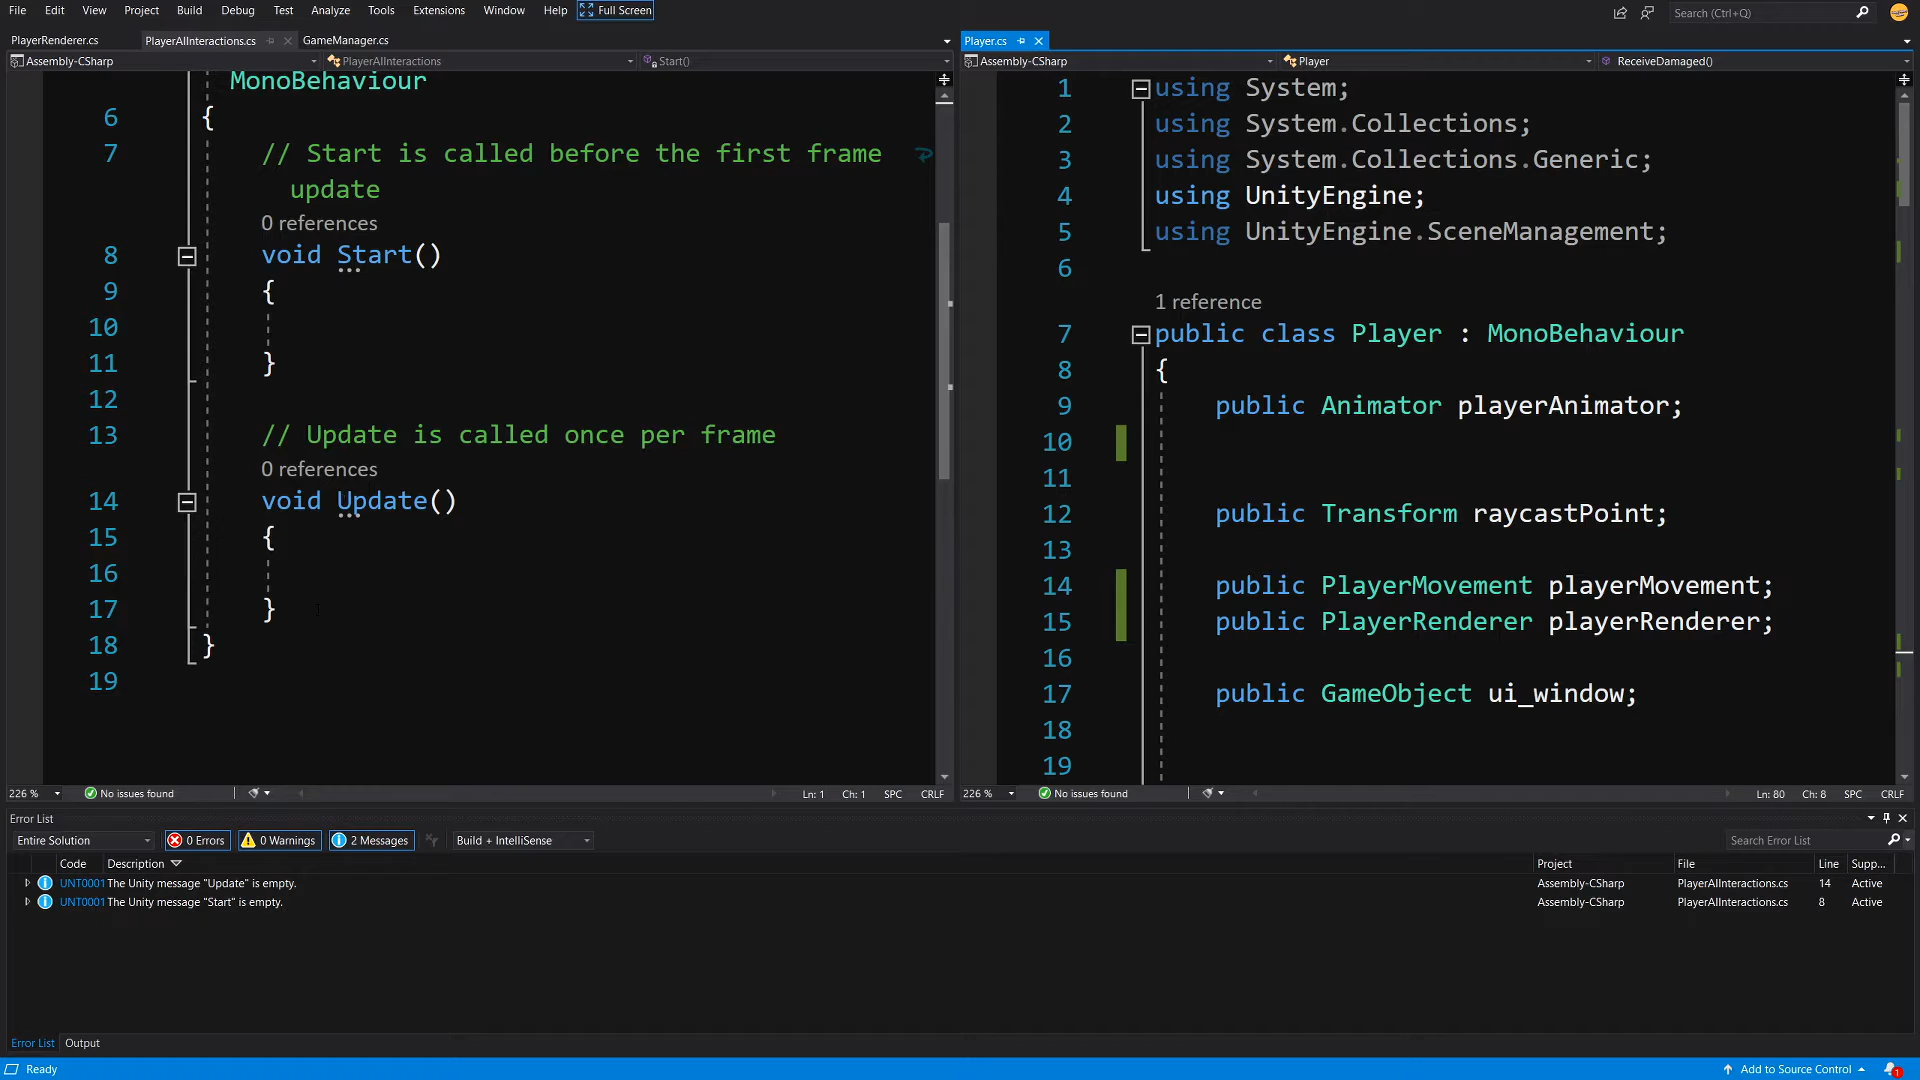 File Edit View Project Build Debug Test Analyze Tools Extensions Window Help Full Screen Search (Ctrl+Q)
PlayerRenderer.cs PlayerAIInteractions.cs GameManager.cs
Assembly-CSharp PlayerAIInteractions Start()
MonoBehaviour
6 {
7 // Start is called before the first frame
update
0 references
8 void Start()
9 {
10
11 }
12
13 // Update is called once per frame
0 references
14 void Update()
15 {
16
17 }
18 }
19
226 % No issues found Ln: 1 Ch: 1 SPC CRLF
Player.cs
Assembly-CSharp Player ReceiveDamaged()
1 using System;
2 using System.Collections;
3 using System.Collections.Generic;
4 using UnityEngine;
5 using UnityEngine.SceneManagement;
6
1 reference
7 public class Player : MonoBehaviour
8 {
9 public Animator playerAnimator;
10
11
12 public Transform raycastPoint;
13
14 public PlayerMovement playerMovement;
15 public PlayerRenderer playerRenderer;
16
17 public GameObject ui_window;
18
19
226 % No issues found Ln: 80 Ch: 8 SPC CRLF
Error List
Entire Solution 0 Errors 0 Warnings 2 Messages Build + IntelliSense Search Error List
Code Description Project File Line Supp...
UNT0001 The Unity message "Update" is empty. Assembly-CSharp PlayerAIInteractions.cs 14 Active
UNT0001 The Unity message "Start" is empty. Assembly-CSharp PlayerAIInteractions.cs 8 Active
Error List Output
Ready Add to Source Control 1